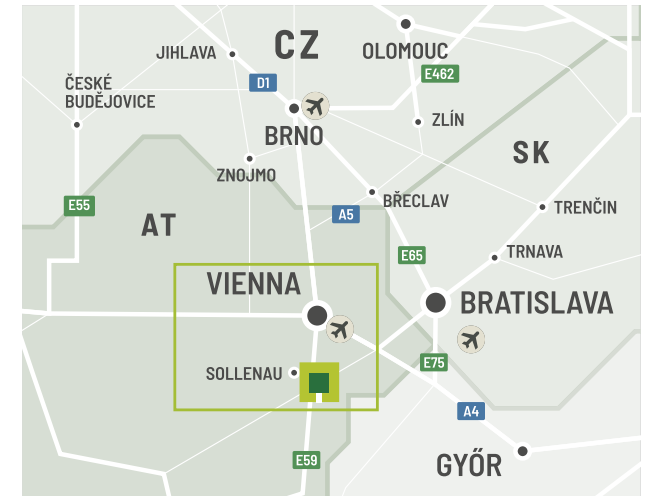 CZ
JIHLAVA
OLOMOUC
E462
D1
ČESKÉ
BUDĚJOVICE
ZLÍN
BRNO
SK
ZNOJMO
BŘECLAV
E55
A5
TRENČIN
AT
E65
TRNAVA
VIENNA
BRATISLAVA
E75
SOLLENAU
A4
E59
GYŐR